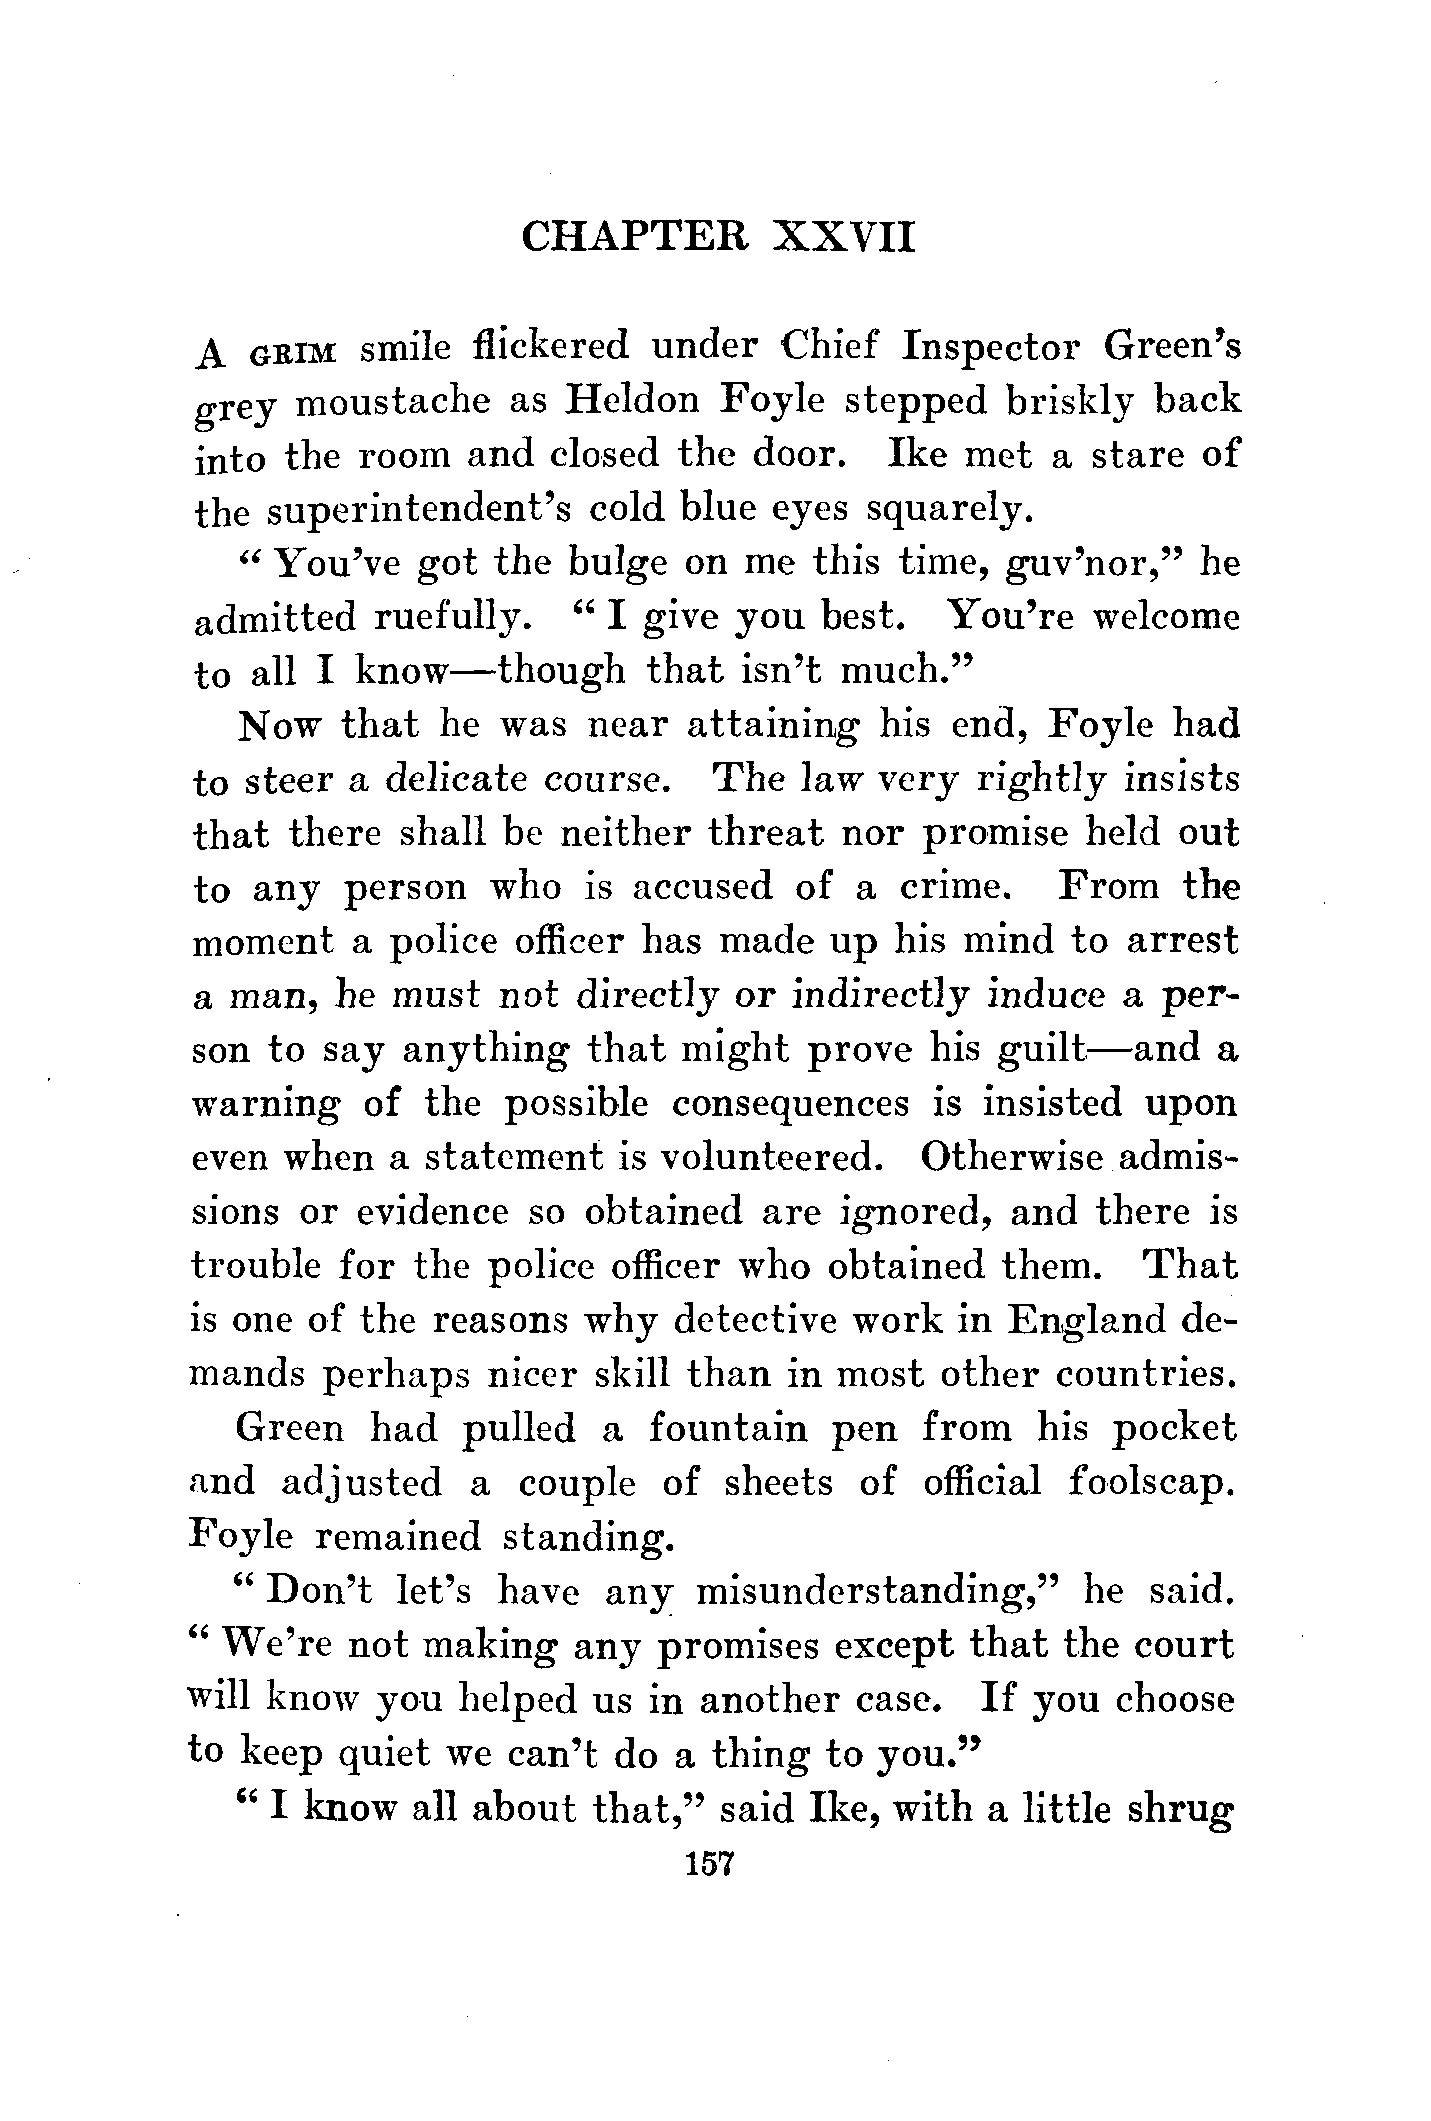 CHAPTER XXVII
A GRIM smile flickered under Chief Inspector Green's
grey moustache as Heldon Foyle stepped briskly back
into the room and closed the door. Ike met a stare of
the superintendent's cold blue eyes squarely.
“ You've got the bulge on me this time, guv'nor,” he
admitted ruefully. “ I give you best. You're welcome
to all I know—though that isn't much.”
Now that he was near attaining his end, Foyle had
to steer a delicate course. The law very rightly insists
that there shall be neither threat nor promise held out
to any person who is accused of a crime. From the
moment a police officer has made up his mind to arrest
a man, he must not directly or indirectly induce a per-
son to say anything that might prove his guilt—and a
warning of the possible consequences is insisted upon
even when a statement is volunteered. Otherwise admis-
sions or evidence so obtained are ignored, and there is
trouble for the police officer who obtained them. That
is one of the reasons why detective work in England de-
mands perhaps nicer skill than in most other countries.
Green had pulled a fountain pen from his pocket
and adjusted a couple of sheets of official foolscap.
Foyle remained standing.
“ Don't let's have any misunderstanding,” he said.
“ We're not making any promises except that the court
will know you helped us in another case. If you choose
to keep quiet we can't do a thing to you.”
“ I know all about that,” said Ike, with a little shrug
157